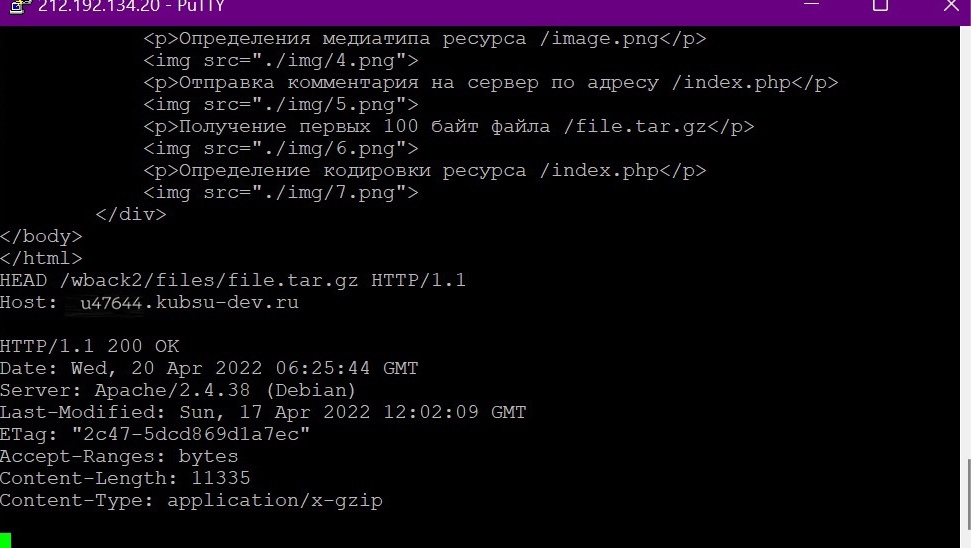 212.192.134.20 - PuTTY
<p>Определения медиатипа ресурса /image.png</p>
<img src="./img/4.png">
<p>Отправка комментария на сервер по адресу /index.php</p>
<img src="./img/5.png">
<p>Получение первых 100 байт файла /file.tar.gz</p>
<img src="./img/6.png">
<p>Определение кодировки ресурса /index.php</p>
<img src="./img/7.png">
</div>
</body>
</html>
HEAD /wback2/files/file.tar.gz HTTP/1.1
Host: u47644.kubsu-dev.ru
HTTP/1.1 200 OK
Date: Wed, 20 Apr 2022 06:25:44 GMT
Server: Apache/2.4.38 (Debian)
Last-Modified: Sun, 17 Apr 2022 12:02:09 GMT
ETag: "2c47-5dcd869d1a7ec"
Accept-Ranges: bytes
Content-Length: 11335
Content-Type: application/x-gzip